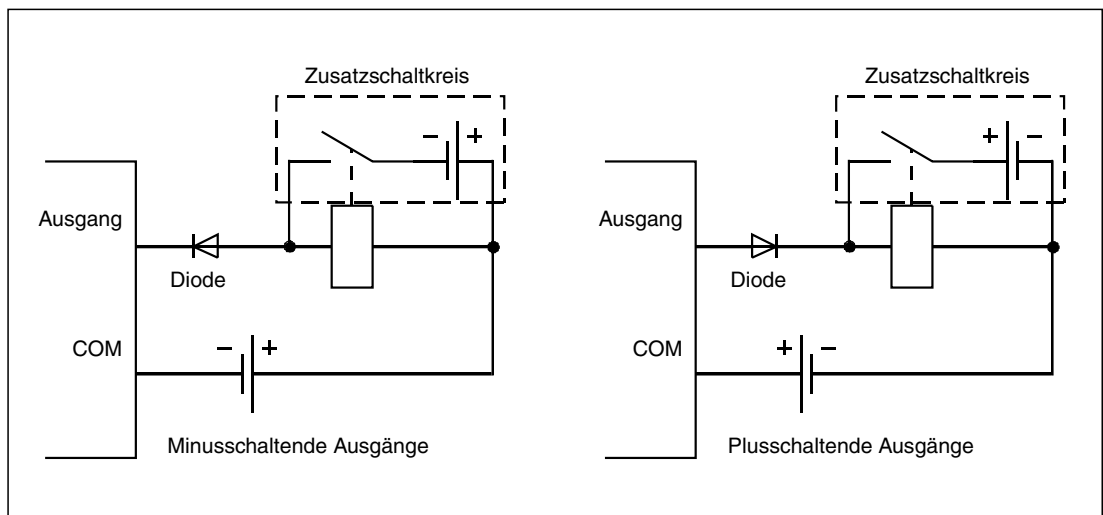 Zusatzschaltkreis
− +
Ausgang
Diode
COM
− +
Minusschaltende Ausgänge
Zusatzschaltkreis
+ −
Ausgang
Diode
COM
+ −
Plusschaltende Ausgänge